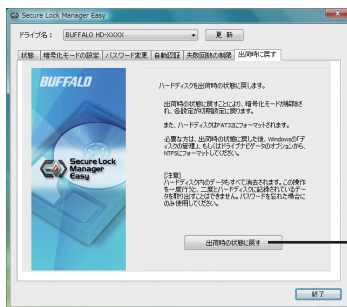 Secure Lock Manager Easy
ドライブ名： BUFFALO HD-XXXX 更 新
状態 暗号化モードの設定 パスワード変更 自動認証 失敗回数の制限 出荷時に戻す
BUFFALO
Secure Lock
Manager
Easy
ハードディスクを出荷時の状態に戻します。
出荷時の状態に戻すことにより、暗号化モードが解除さ
れ、各設定が初期設定に戻ります。
また、ハードディスクはFAT32にフォーマットされます。
必要な方は、出荷時の状態に戻した後、Windowsの「デ
ィスクの管理」、もしくはドライブナビゲータのオプションから、
NTFSにフォーマットしてください。
[注意]
ハードディスク内のデータもすべて消去されます。この操作
を一度行うと、二度とハードディスクに記録されているデー
タを取り出すことはできません。パスワードを忘れた場合に
のみ使用してください。
出荷時の状態に戻す
終了